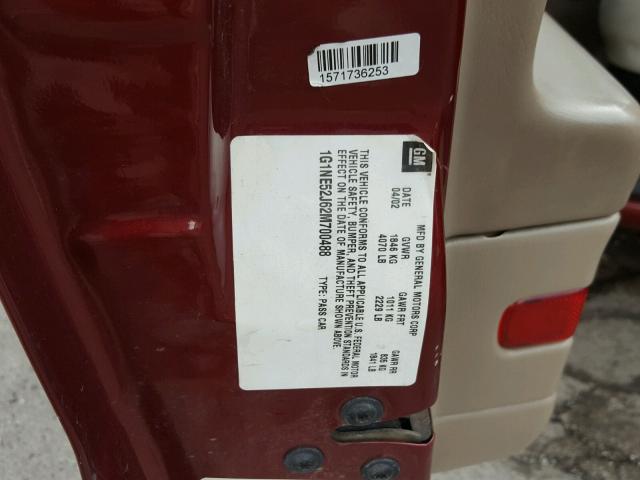 1571736253
GM
MFD BY GENERAL MOTORS CORP
DATE GVWR GAWR FRT GAWR RR
04/02 1846 KG 1011 KG 835 KG
4070 LB 2229 LB 1841 LB
THIS VEHICLE CONFORMS TO ALL APPLICABLE U.S. FEDERAL MOTOR
VEHICLE SAFETY, BUMPER, AND THEFT PREVENTION STANDARDS IN
EFFECT ON THE DATE OF MANUFACTURE SHOWN ABOVE.
1G1NE52J62M700488 TYPE: PASS CAR